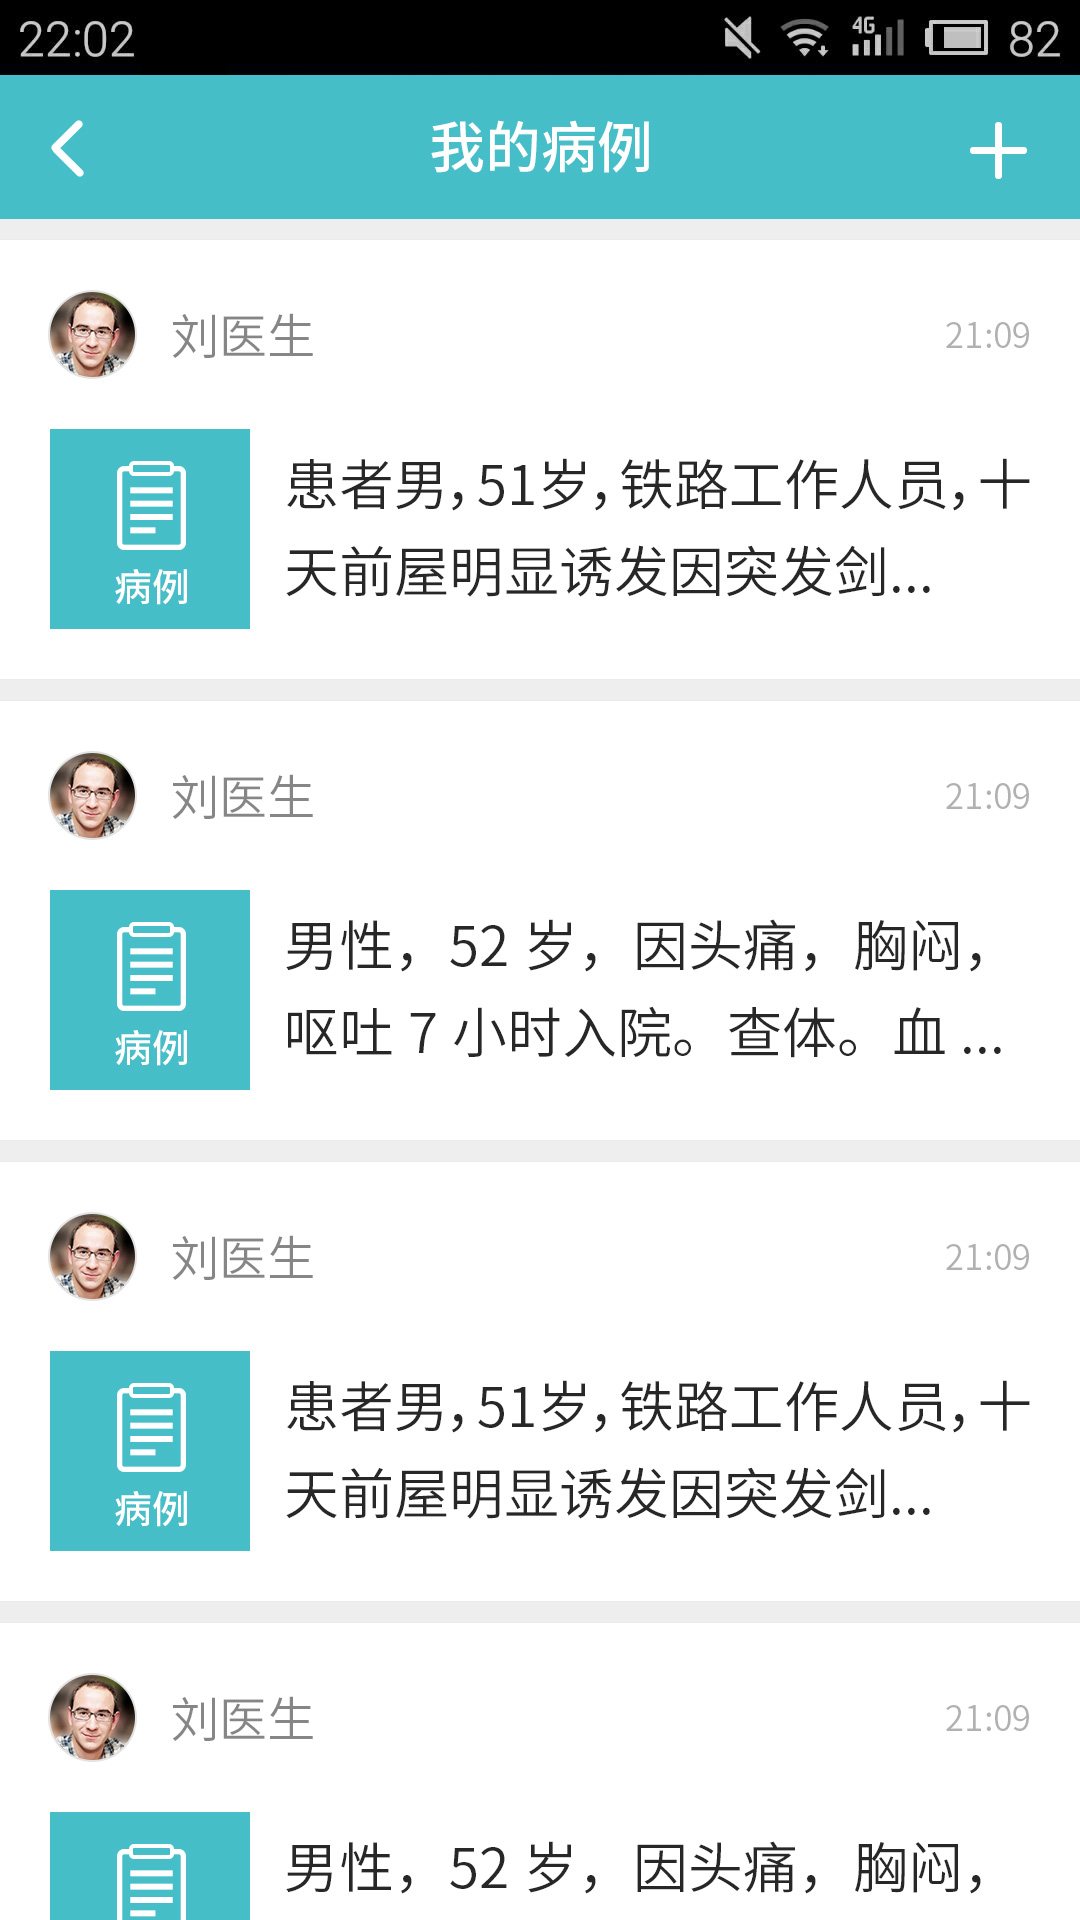 22:02
4G
82
我的病例
刘医生
21:09
病例
患者男，51岁，铁路工作人员，十
天前屋明显诱发因突发剑...
刘医生
21:09
病例
男性，52 岁，因头痛，胸闷，
呕吐 7 小时入院。查体。血 ...
刘医生
21:09
病例
患者男，51岁，铁路工作人员，十
天前屋明显诱发因突发剑...
刘医生
21:09
男性，52 岁，因头痛，胸闷，